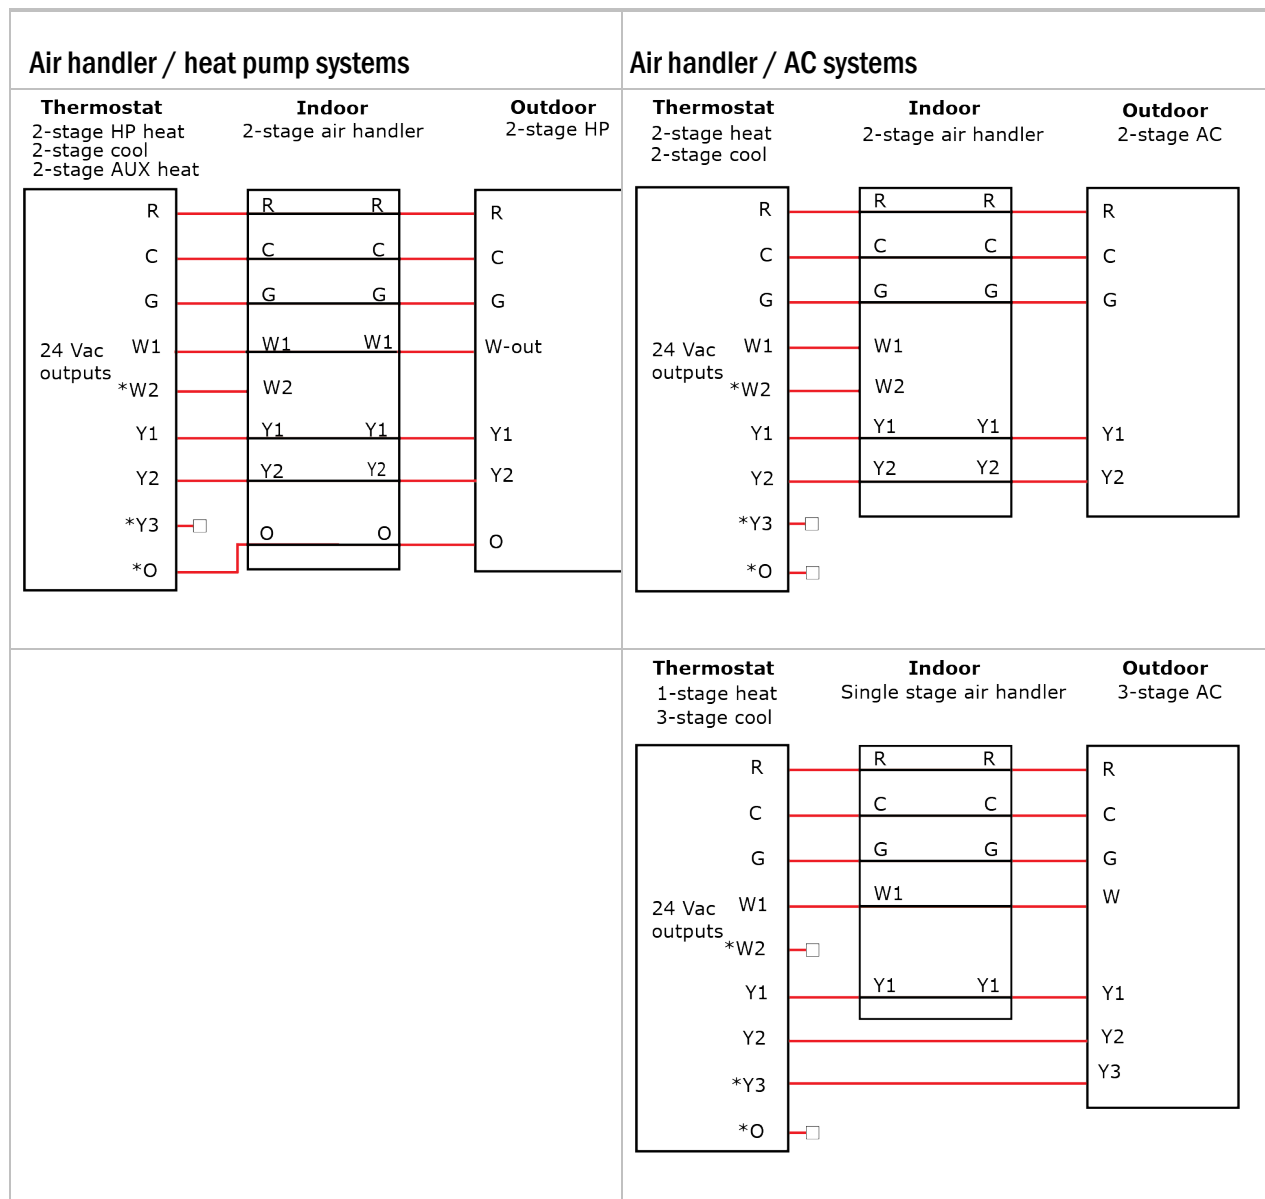 Air handler / heat pump systems
Thermostat
2-stage HP heat
2-stage cool
2-stage AUX heat
Indoor
2-stage air handler
Outdoor
2-stage HP
R R R R
C C C C
G G G G
24 Vac
outputs
W1 W1 W1 W-out
*W2 W2
Y1 Y1 Y1 Y1
Y2 Y2 Y2 Y2
*Y3
*O O O O
Air handler / AC systems
Thermostat
2-stage heat
2-stage cool
Indoor
2-stage air handler
Outdoor
2-stage AC
R R R R
C C C C
G G G G
24 Vac
outputs
W1 W1
*W2 W2
Y1 Y1 Y1 Y1
Y2 Y2 Y2 Y2
*Y3
*O
Thermostat
1-stage heat
3-stage cool
Indoor
Single stage air handler
Outdoor
3-stage AC
R R R R
C C C C
G G G G
24 Vac
outputs
W1 W1 W
*W2
Y1 Y1 Y1 Y1
Y2 Y2
*Y3 Y3
*O